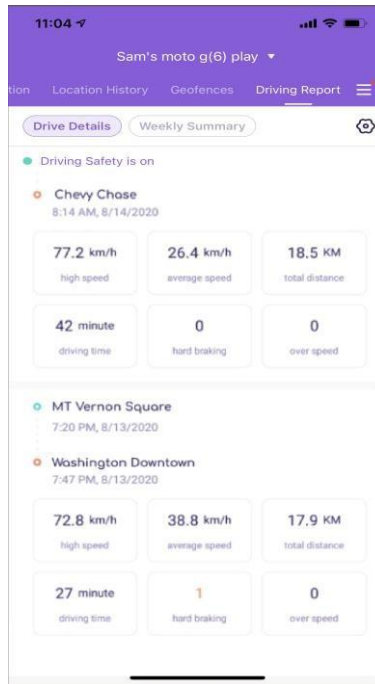 11:04
Sam's moto g(6) play
tion Location History Geofences Driving Report
Drive Details Weekly Summary
Driving Safety is on
Chevy Chase
8:14 AM, 8/14/2020
77.2 km/h 26.4 km/h 18.5 KM
high speed average speed total distance
42 minute 0 0
driving time hard braking over speed
MT Vernon Square
7:20 PM, 8/13/2020
Washington Downtown
7:47 PM, 8/13/2020
72.8 km/h 38.8 km/h 17.9 KM
high speed average speed total distance
27 minute 1 0
driving time hard braking over speed